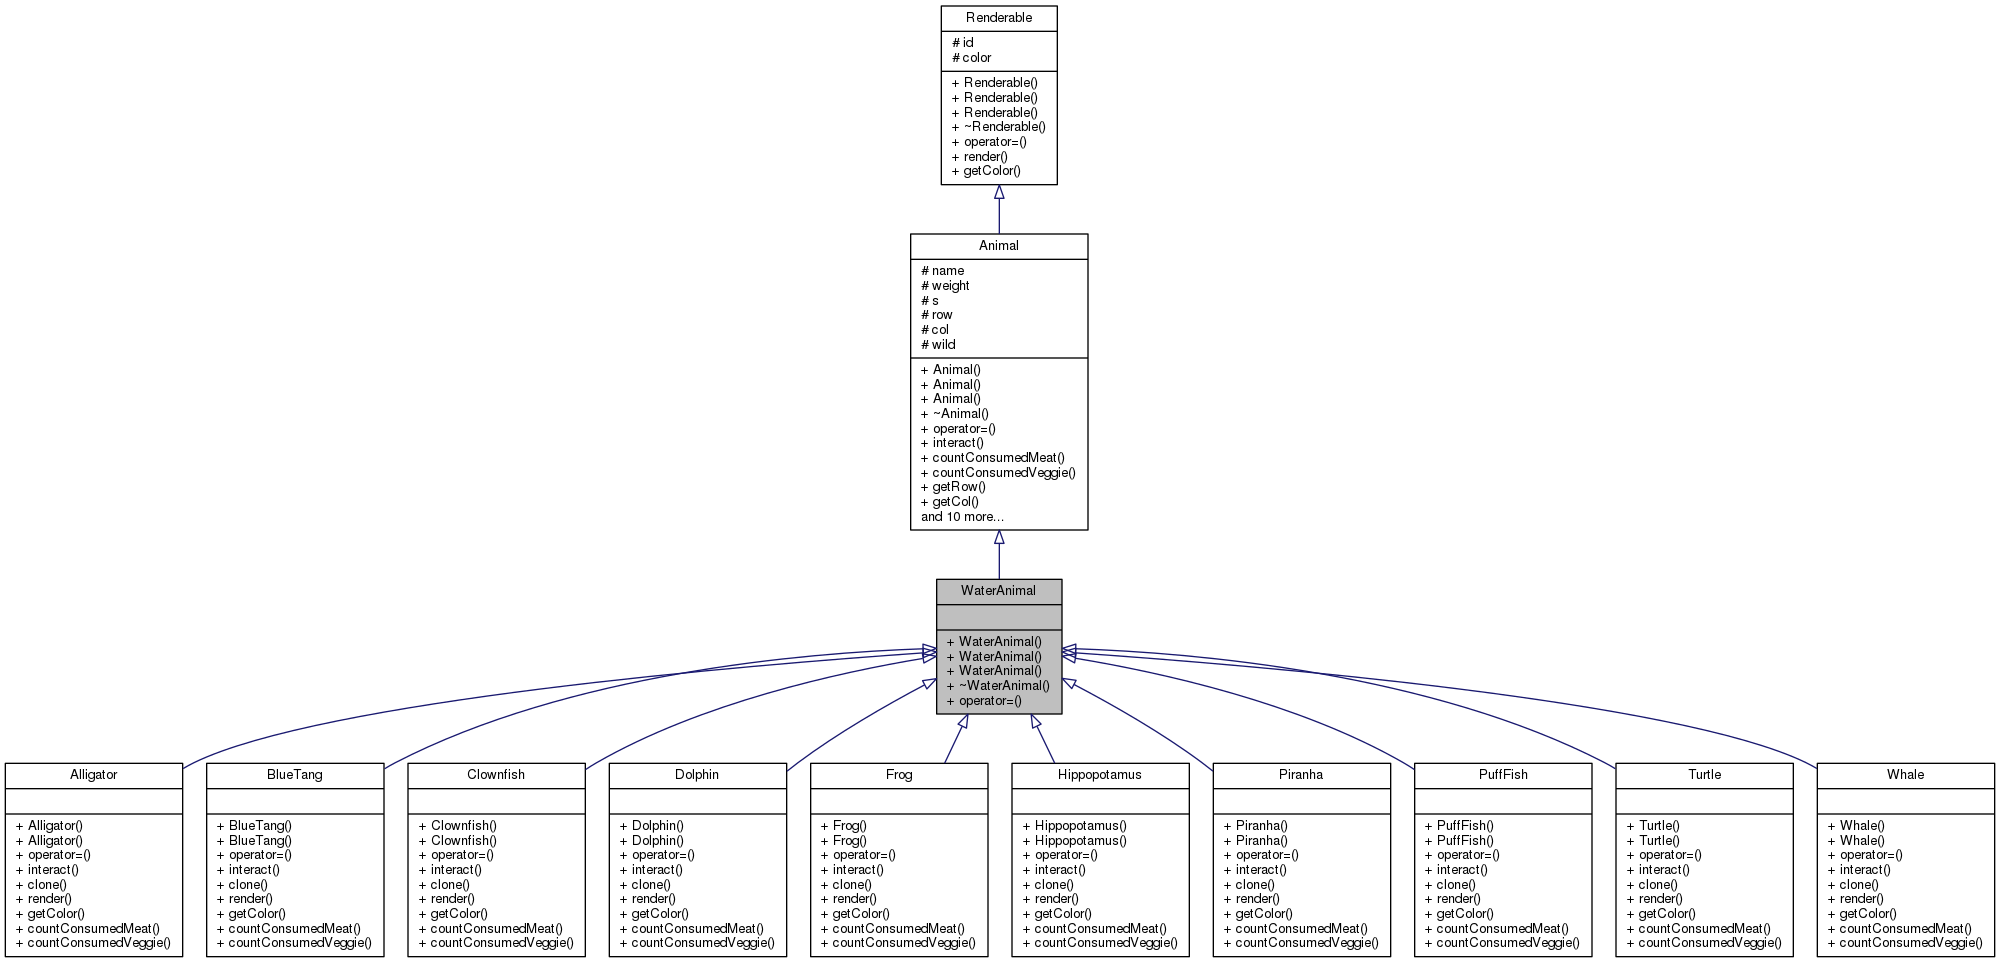 Renderable
# id
# color
+ Renderable()
+ Renderable()
+ Renderable()
+ ~Renderable()
+ operator=()
+ render()
+ getColor()
Animal
# name
# weight
# s
# row
# col
# wild
+ Animal()
+ Animal()
+ Animal()
+ ~Animal()
+ operator=()
+ interact()
+ countConsumedMeat()
+ countConsumedVeggie()
+ getRow()
+ getCol()
and 10 more...
WaterAnimal
+ WaterAnimal()
+ WaterAnimal()
+ WaterAnimal()
+ ~WaterAnimal()
+ operator=()
Alligator
+ Alligator()
+ Alligator()
+ operator=()
+ interact()
+ clone()
+ render()
+ getColor()
+ countConsumedMeat()
+ countConsumedVeggie()
BlueTang
+ BlueTang()
+ BlueTang()
+ operator=()
+ interact()
+ clone()
+ render()
+ getColor()
+ countConsumedMeat()
+ countConsumedVeggie()
Clownfish
+ Clownfish()
+ Clownfish()
+ operator=()
+ interact()
+ clone()
+ render()
+ getColor()
+ countConsumedMeat()
+ countConsumedVeggie()
Dolphin
+ Dolphin()
+ Dolphin()
+ operator=()
+ interact()
+ clone()
+ render()
+ getColor()
+ countConsumedMeat()
+ countConsumedVeggie()
Frog
+ Frog()
+ Frog()
+ operator=()
+ interact()
+ clone()
+ render()
+ getColor()
+ countConsumedMeat()
+ countConsumedVeggie()
Hippopotamus
+ Hippopotamus()
+ Hippopotamus()
+ operator=()
+ interact()
+ clone()
+ render()
+ getColor()
+ countConsumedMeat()
+ countConsumedVeggie()
Piranha
+ Piranha()
+ Piranha()
+ operator=()
+ interact()
+ clone()
+ render()
+ getColor()
+ countConsumedMeat()
+ countConsumedVeggie()
PuffFish
+ PuffFish()
+ PuffFish()
+ operator=()
+ interact()
+ clone()
+ render()
+ getColor()
+ countConsumedMeat()
+ countConsumedVeggie()
Turtle
+ Turtle()
+ Turtle()
+ operator=()
+ interact()
+ clone()
+ render()
+ getColor()
+ countConsumedMeat()
+ countConsumedVeggie()
Whale
+ Whale()
+ Whale()
+ operator=()
+ interact()
+ clone()
+ render()
+ getColor()
+ countConsumedMeat()
+ countConsumedVeggie()